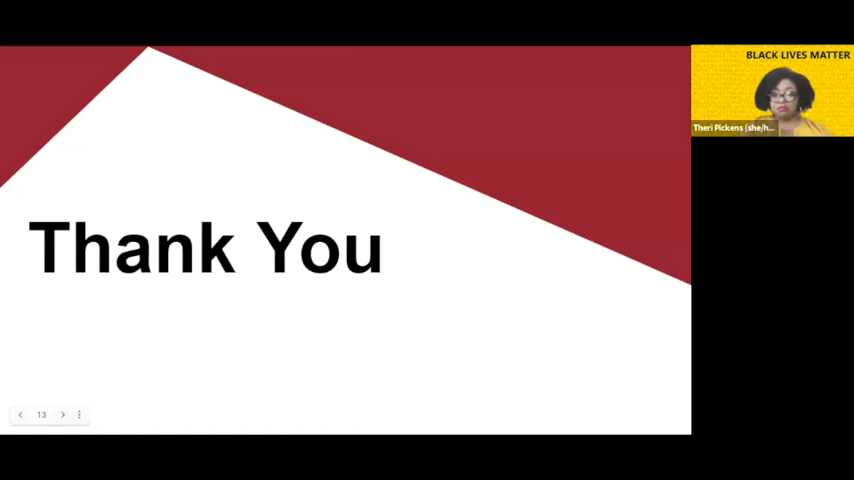 BLACK LIVES MATTER
Theri Pickens (she/h...
Thank You
13